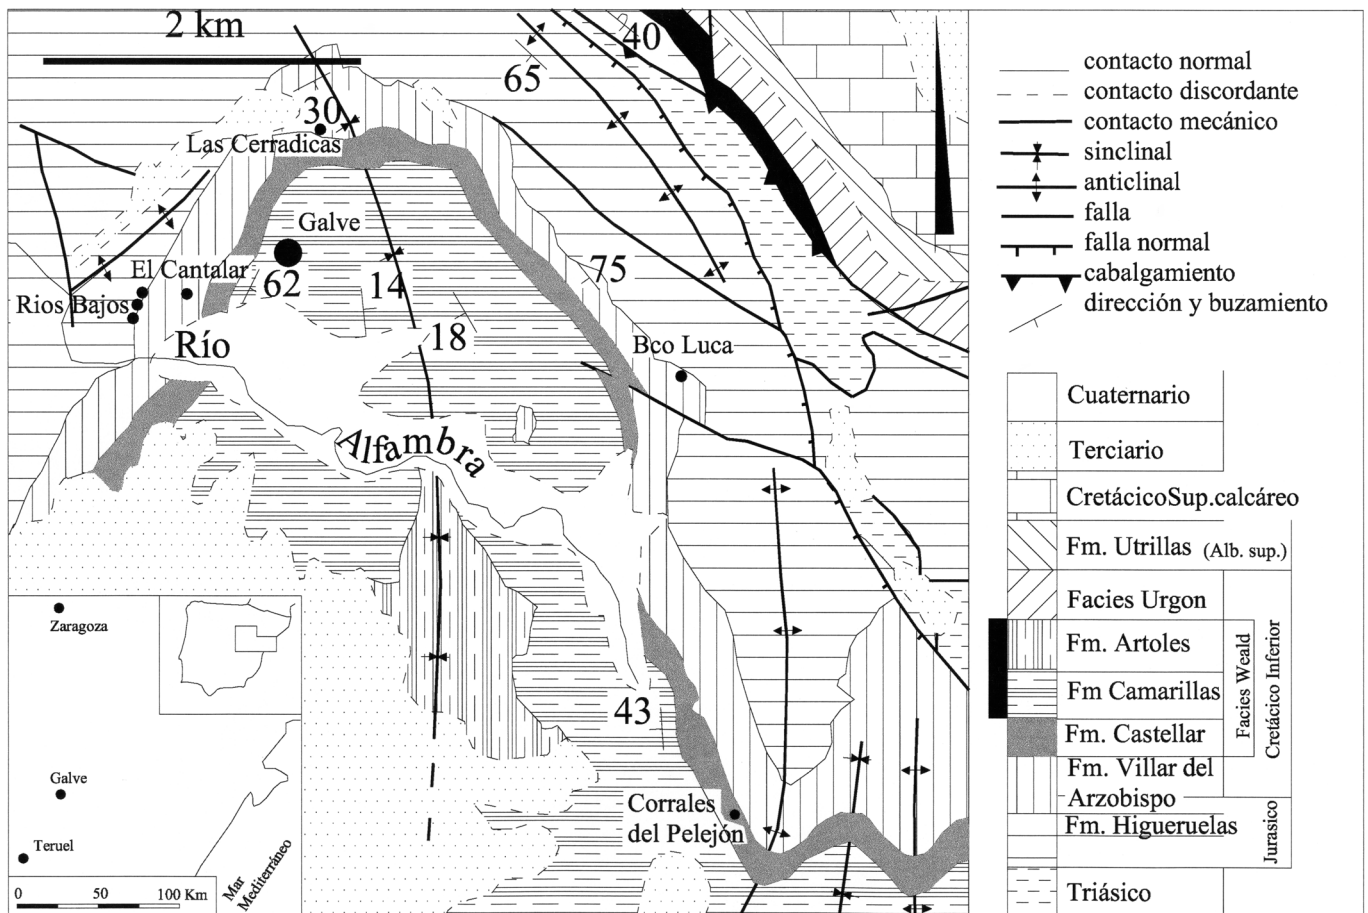 2 km
40
65
30
Las Cerradicas
Galve
62
14
75
El Cantalar
Rios Bajos
18
Río
Bco Luca
Alfambra
43
Corrales
del Pelejón
Zaragoza
Galve
Teruel
Mar
Mediterráneo
0 50 100 Km
contacto normal
contacto discordante
contacto mecánico
sinclinal
anticlinal
falla
falla normal
cabalgamiento
dirección y buzamiento
Cuaternario
Terciario
CretácicoSup.calcáreo
Fm. Utrillas (Alb. sup.)
Facies Urgon
Fm. Artoles
Fm Camarillas
Fm. Castellar
Fm. Villar del
Arzobispo
Fm. Higueruelas
Triásico
Facies Weald
Cretácico Inferior
Jurasico